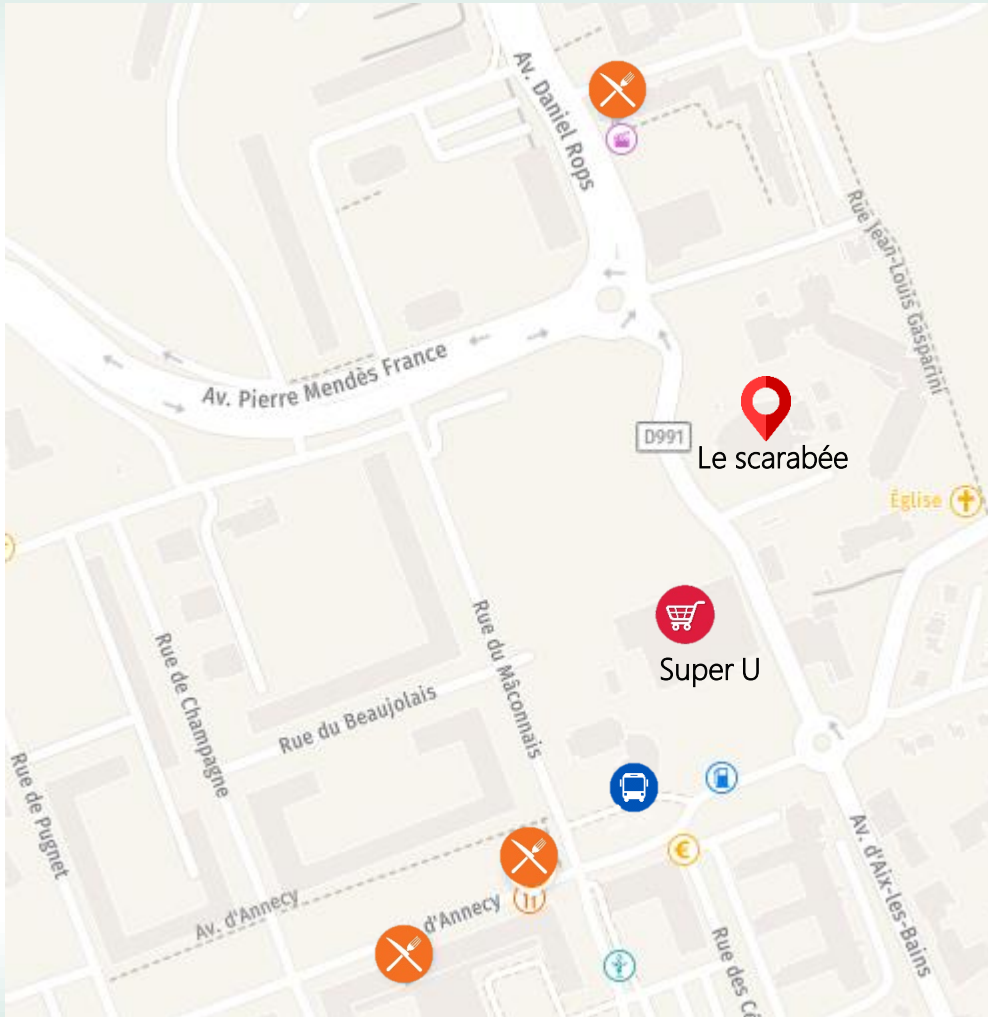 Av. Daniel Rops
Rue Jean-Louis Gasparini
Av. Pierre Mendès France
D991
Le scarabée
Église
Rue du Mâconnais
Super U
Rue de Champagne
Rue du Beaujolais
Rue de Pugnet
Av. d'Annecy
d'Annecy
€
Av. d'Aix-les-Bains
Rue des Cé